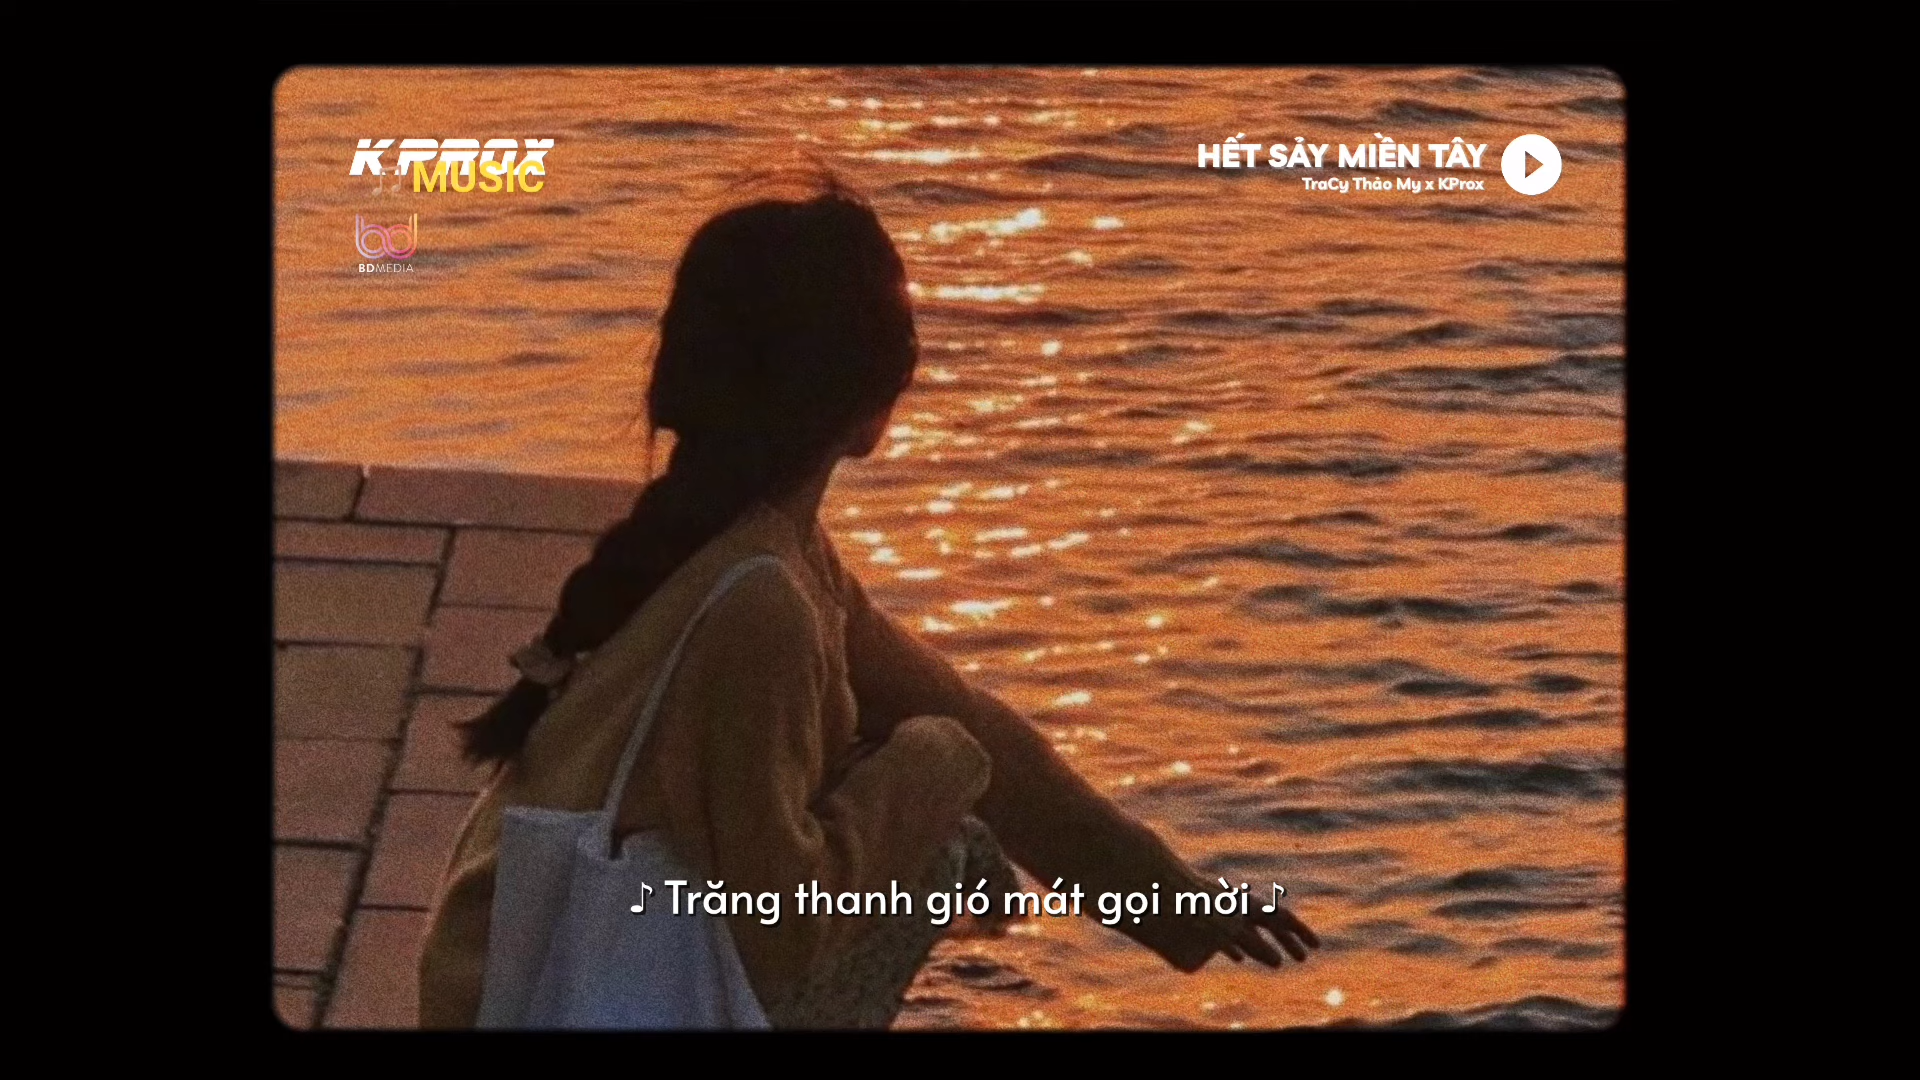 KPROX
MUSIC
BDMEDIA
HẾT SẢY MIỀN TÂY
TraCy Thảo My x KProx
♪ Trăng thanh gió mát gọi mời ♪